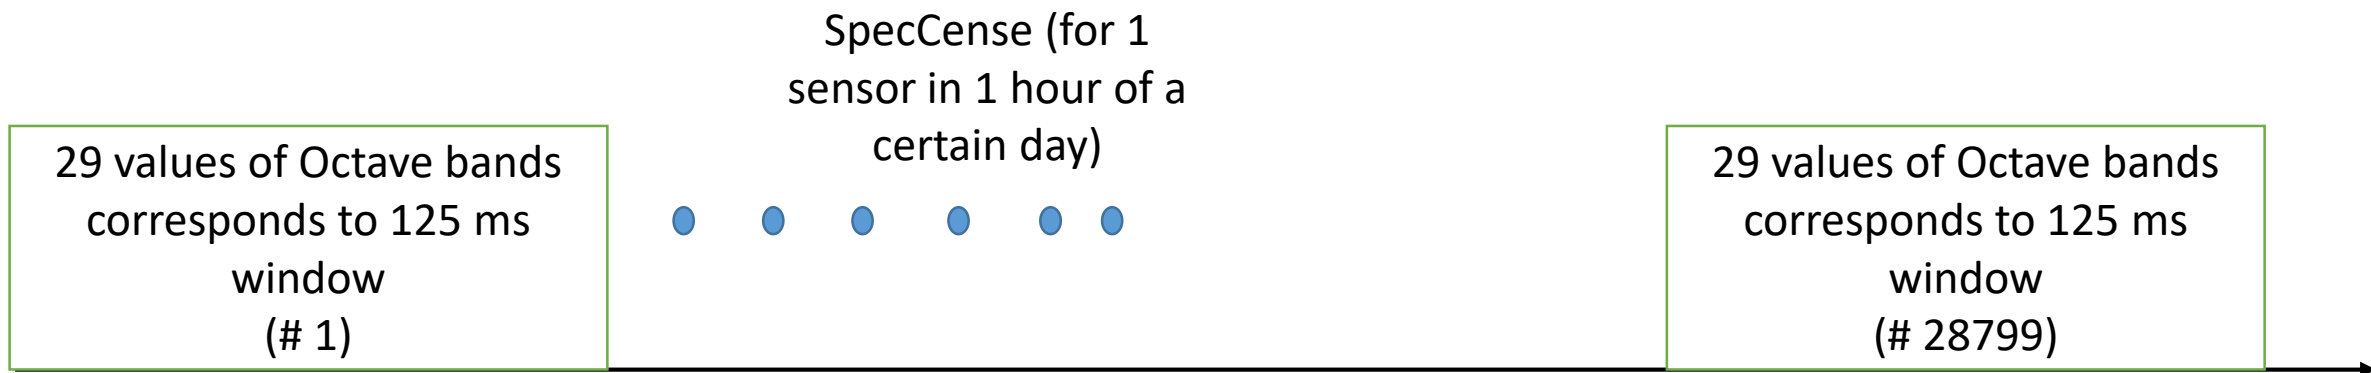 SpecCense (for 1
sensor in 1 hour of a
certain day)
29 values of Octave bands
corresponds to 125 ms
window
(# 1)
29 values of Octave bands
corresponds to 125 ms
window
(# 28799)